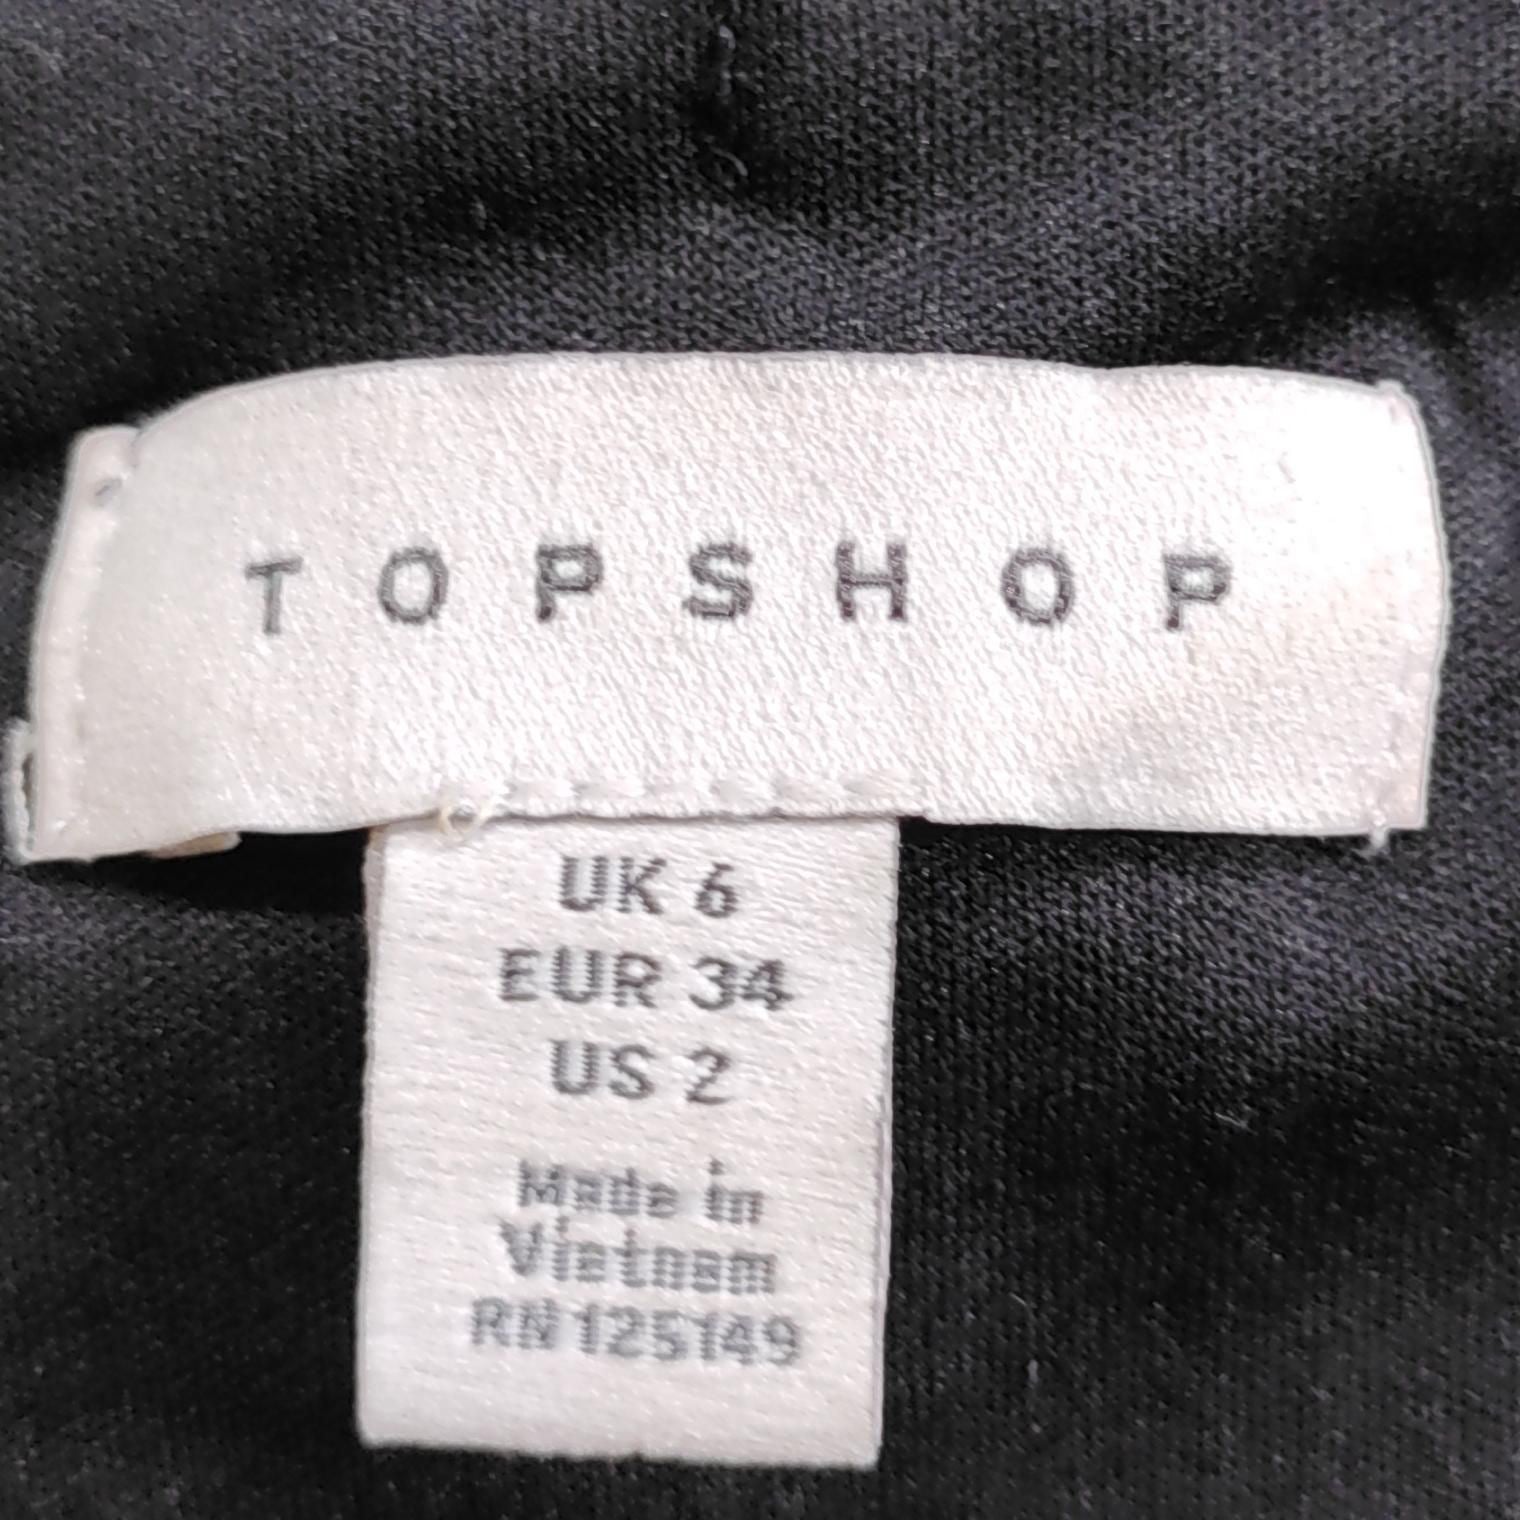 TOPSHOP
UK 6
EUR 34
US 2
Made in
Vietnam
RN 125149